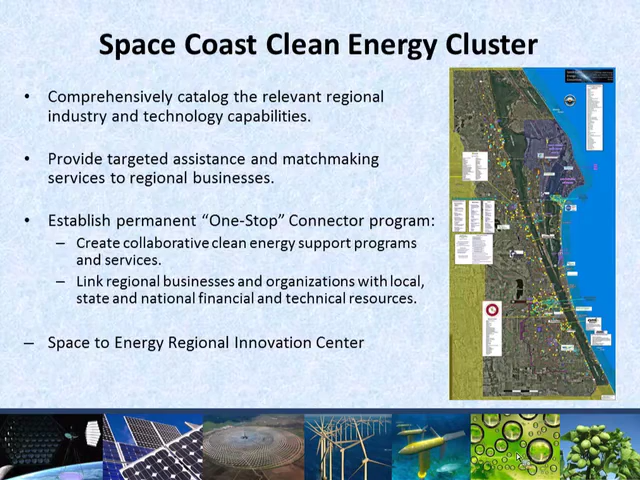 Space Coast Clean Energy Cluster
• Comprehensively catalog the relevant regional
industry and technology capabilities.
• Provide targeted assistance and matchmaking
services to regional businesses.
• Establish permanent “One-Stop” Connector program:
– Create collaborative clean energy support programs
and services.
– Link regional businesses and organizations with local,
state and national financial and technical resources.
– Space to Energy Regional Innovation Center